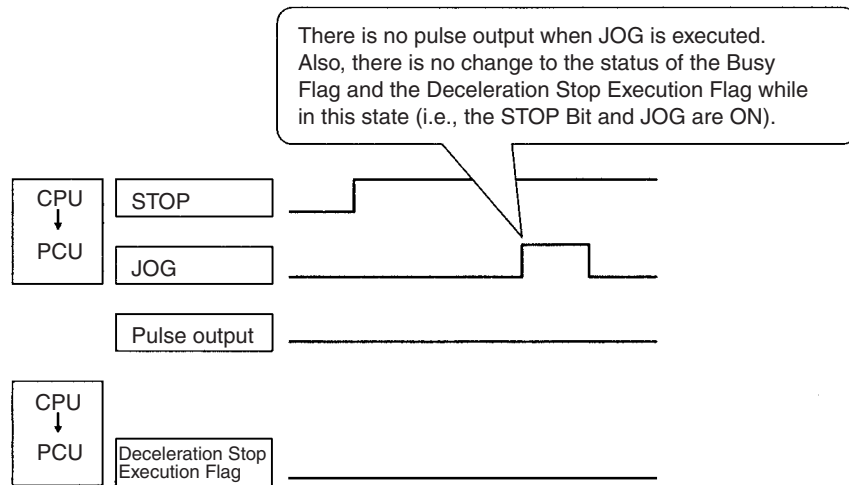 There is no pulse output when JOG is executed.
Also, there is no change to the status of the Busy
Flag and the Deceleration Stop Execution Flag while
in this state (i.e., the STOP Bit and JOG are ON).
CPU
PCU
STOP
JOG
Pulse output
CPU
PCU
Deceleration Stop
Execution Flag